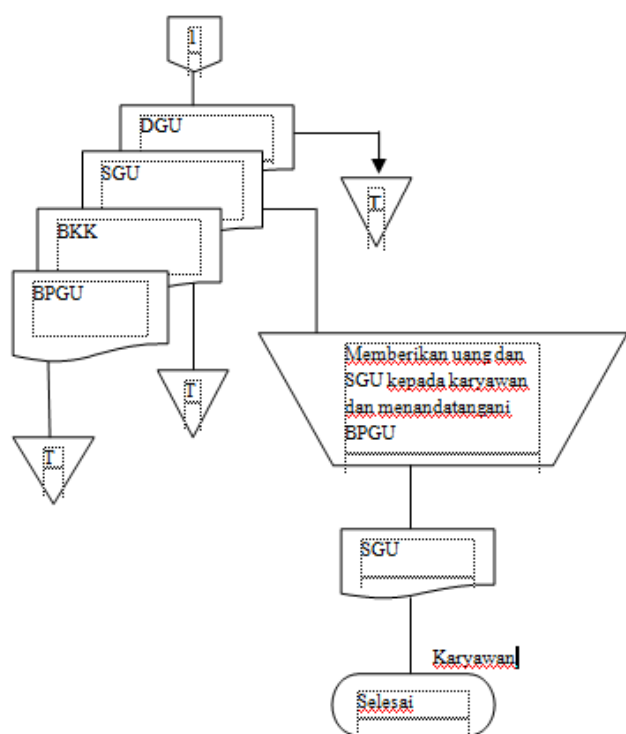 1
DGU
SGU
T
BKK
BPGU
Memberikan uang dan
SGU kepada karyawan
dan menandatangani
BPGU
T
T
SGU
Karyawan
Selesai